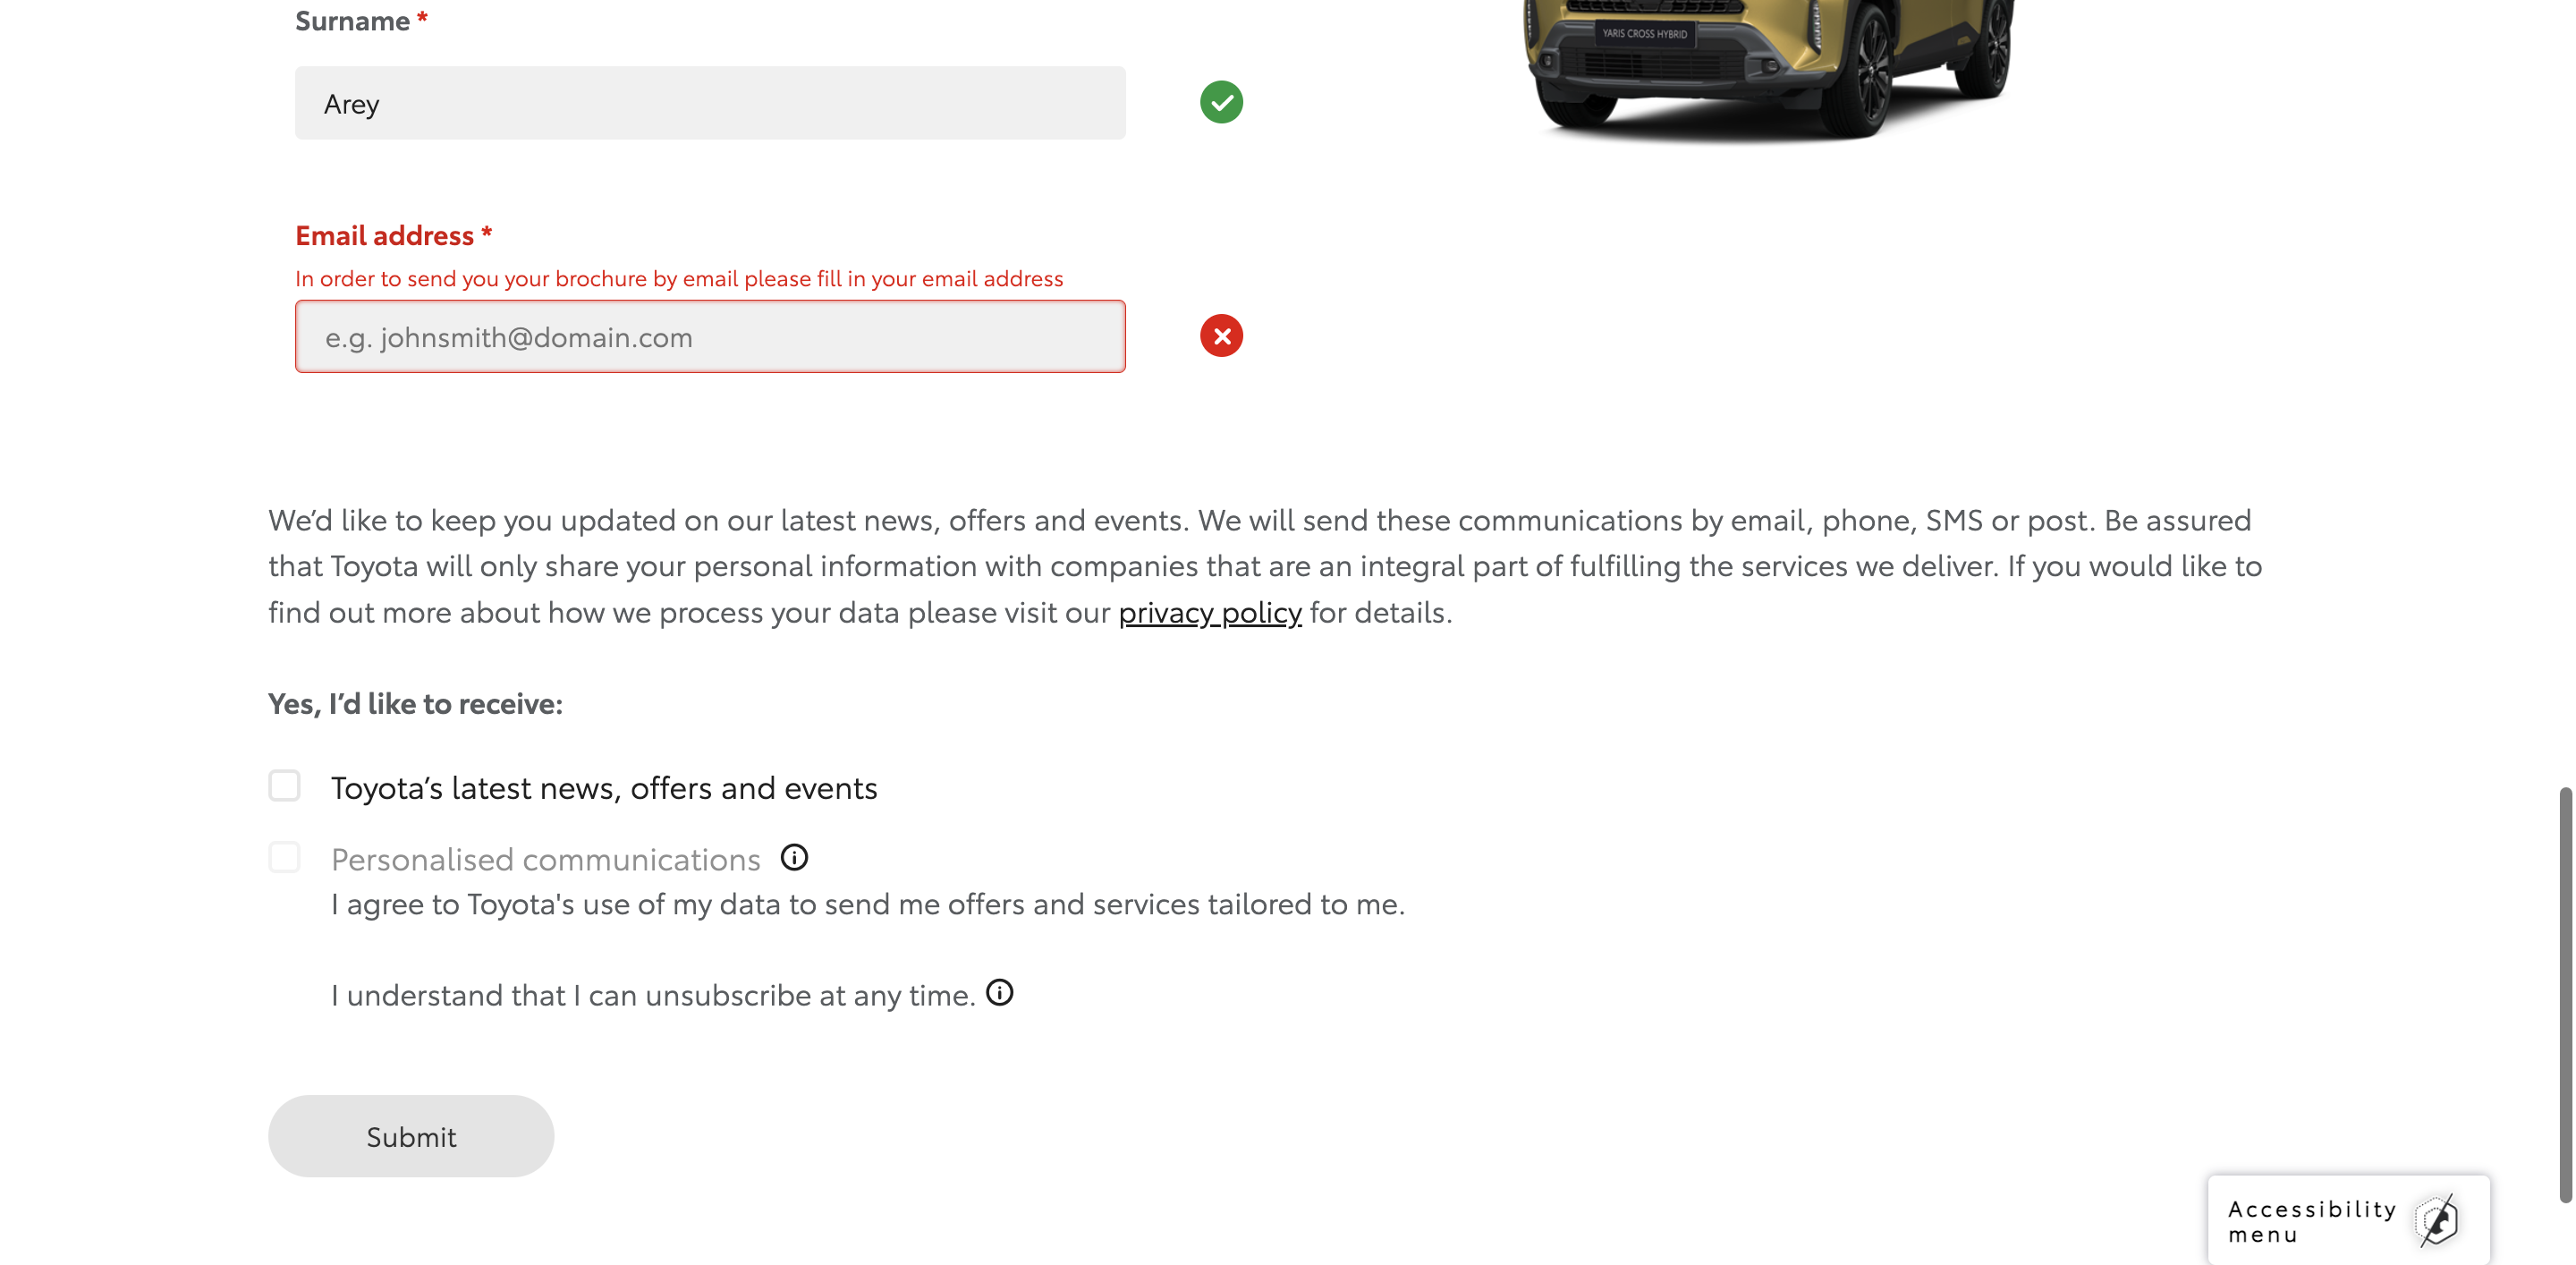 Surname *
YARIS CROSS HYBRID
Arey
Email address *
In order to send you your brochure by email please fill in your email address
e.g. johnsmith@domain.com
We’d like to keep you updated on our latest news, offers and events. We will send these communications by email, phone, SMS or post. Be assured
that Toyota will only share your personal information with companies that are an integral part of fulfilling the services we deliver. If you would like to
find out more about how we process your data please visit our privacy policy for details.
Yes, I’d like to receive:
Toyota’s latest news, offers and events
Personalised communications
I agree to Toyota's use of my data to send me offers and services tailored to me.
I understand that I can unsubscribe at any time.
Submit
Accessibility
menu